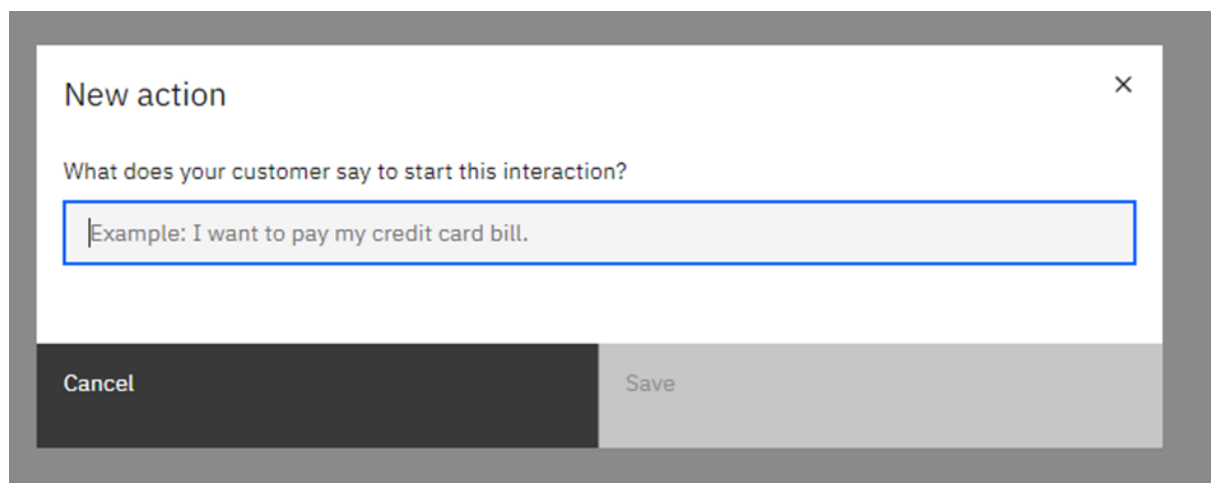 New action
What does your customer say to start this interaction?
Example: I want to pay my credit card bill.
Cancel
Save